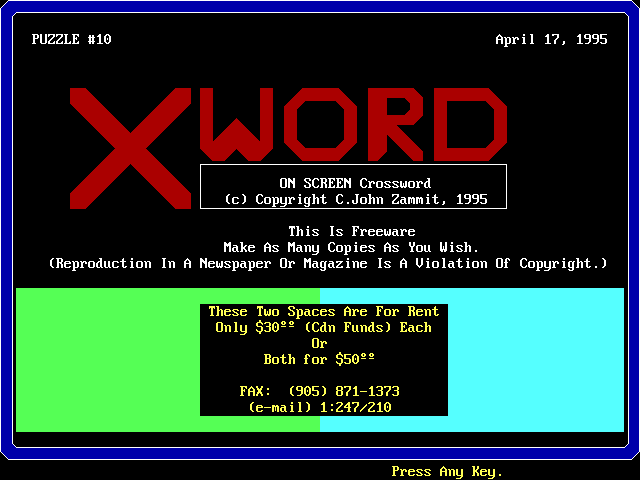 PUZZLE #10
April 17, 1995
XWORD
ON SCREEN Crossword
(c) Copyright C.John Zammit, 1995
This Is Freeware
Make As Many Copies As You Wish.
(Reproduction In A Newspaper Or Magazine Is A Violation Of Copyright.)
These Two Spaces Are For Rent
Only $30ºº (Cdn Funds) Each
Or
Both for $50ºº
FAX: (905) 871-1373
(e-mail) 1:247/210
Press Any Key.